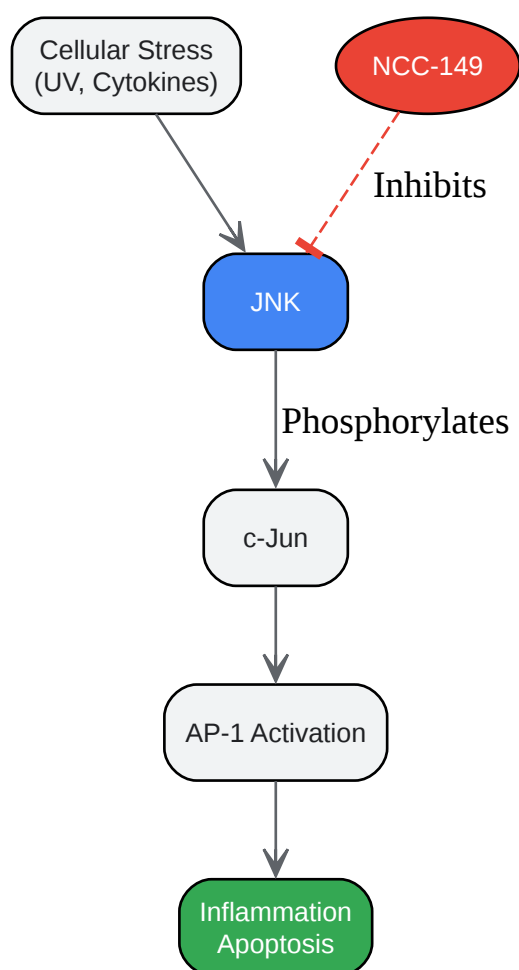 Cellular Stress
(UV, Cytokines)
NCC-149
Inhibits
JNK
Phosphorylates
c-Jun
AP-1 Activation
Inflammation
Apoptosis